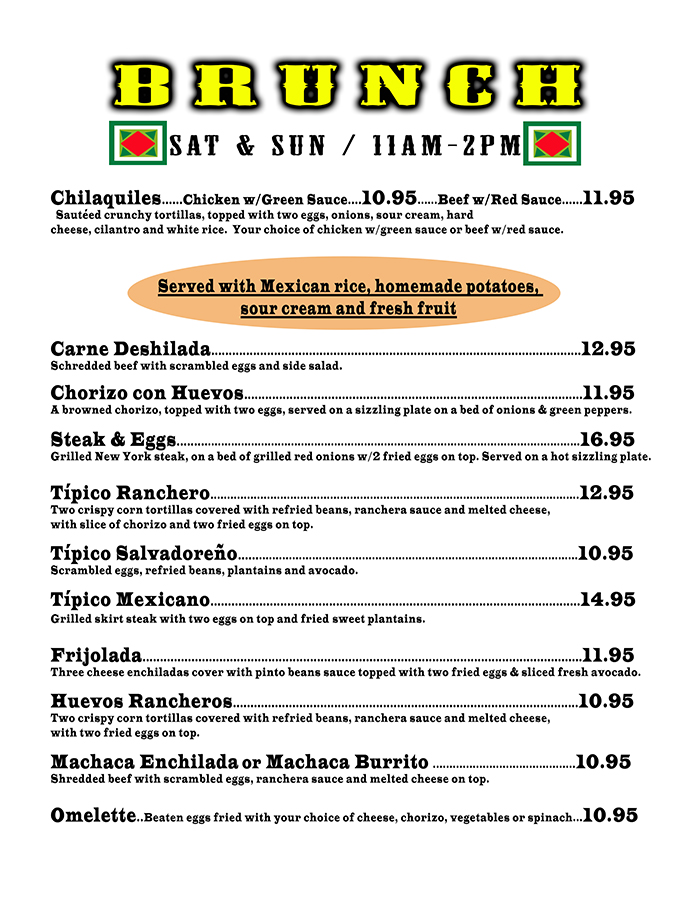 BRUNCH
SAT & SUN / 11AM-2PM
Chilaquiles......Chicken w/Green Sauce....10.95......Beef w/Red Sauce......11.95
Sautéed crunchy tortillas, topped with two eggs, onions, sour cream, hard
cheese, cilantro and white rice. Your choice of chicken w/green sauce or beef w/red sauce.
Served with Mexican rice, homemade potatoes,
sour cream and fresh fruit
Carne Deshilada..........................................................................................................12.95
Schredded beef with scrambled eggs and side salad.
Chorizo con Huevos.................................................................................................11.95
A browned chorizo, topped with two eggs, served on a sizzling plate on a bed of onions & green peppers.
Steak & Eggs....................................................................................................................16.95
Grilled New York steak, on a bed of grilled red onions w/2 fried eggs on top. Served on a hot sizzling plate.
Típico Ranchero..........................................................................................................12.95
Two crispy corn tortillas covered with refried beans, ranchera sauce and melted cheese,
with slice of chorizo and two fried eggs on top.
Típico Salvadoreño..................................................................................................10.95
Scrambled eggs, refried beans, plantains and avocado.
Típico Mexicano..........................................................................................................14.95
Grilled skirt steak with two eggs on top and fried sweet plantains.
Frijolada..............................................................................................................................11.95
Three cheese enchiladas cover with pinto beans sauce topped with two fried eggs & sliced fresh avocado.
Huevos Rancheros...................................................................................................10.95
Two crispy corn tortillas covered with refried beans, ranchera sauce and melted cheese,
with two fried eggs on top.
Machaca Enchilada or Machaca Burrito .........................................10.95
Shredded beef with scrambled eggs, ranchera sauce and melted cheese on top.
Omelette..Beaten eggs fried with your choice of cheese, chorizo, vegetables or spinach...10.95